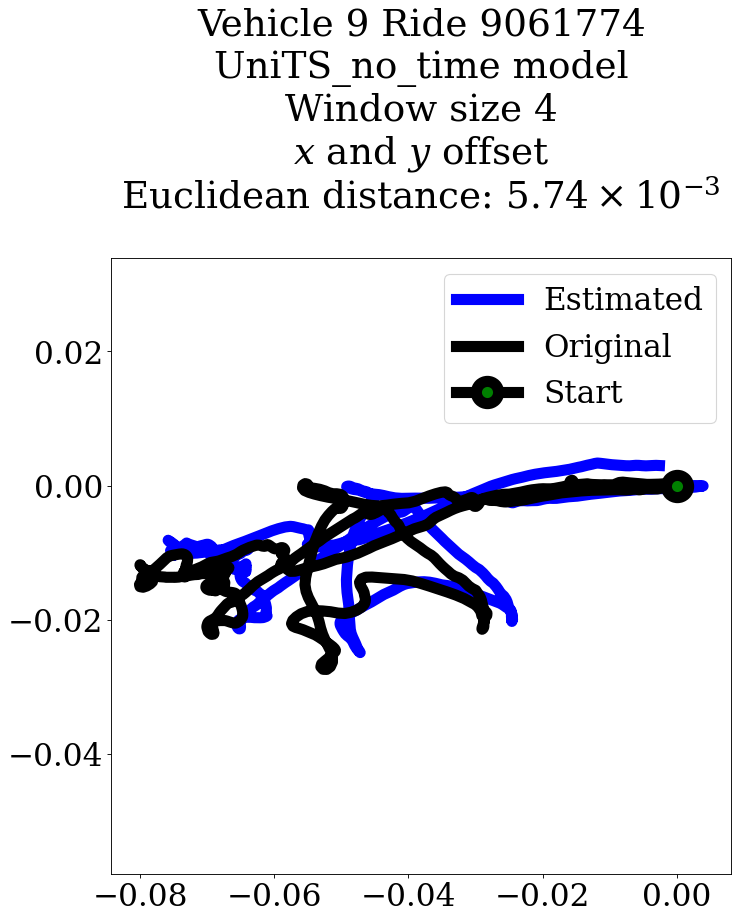 Vehicle 9 Ride 9061774
UniTS_no_time model
Window size 4
x and y offset
Euclidean distance: 5.74 × 10⁻³
Estimated
Original
Start
0.02
0.00
−0.02
−0.04
−0.08 −0.06 −0.04 −0.02 0.00